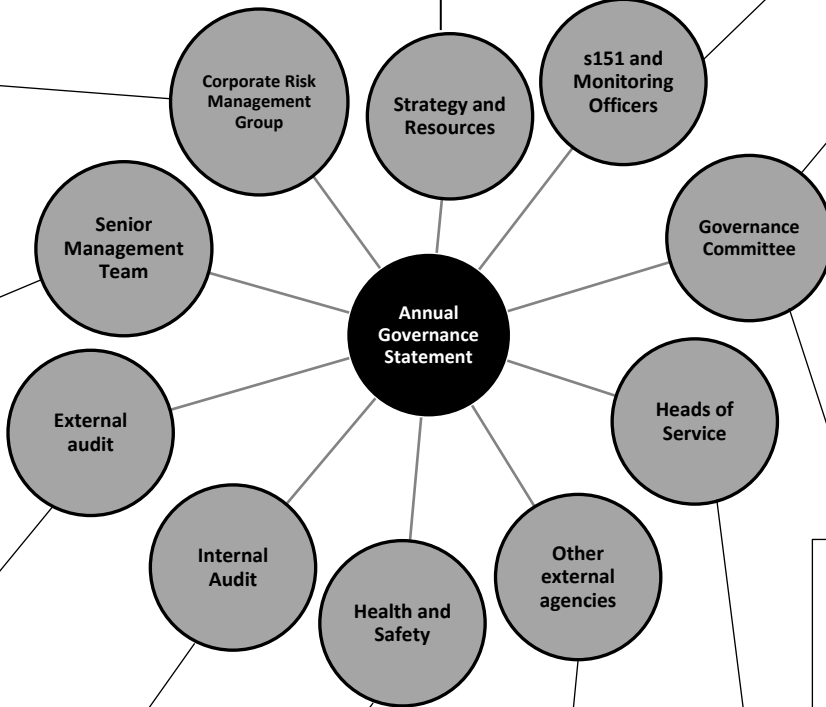 Corporate Risk
Management
Group
Strategy and
Resources
s151 and
Monitoring
Officers
Senior
Management
Team
Governance
Committee
Annual
Governance
Statement
External
audit
Heads of
Service
Internal
Audit
Health and
Safety
Other
external
agencies